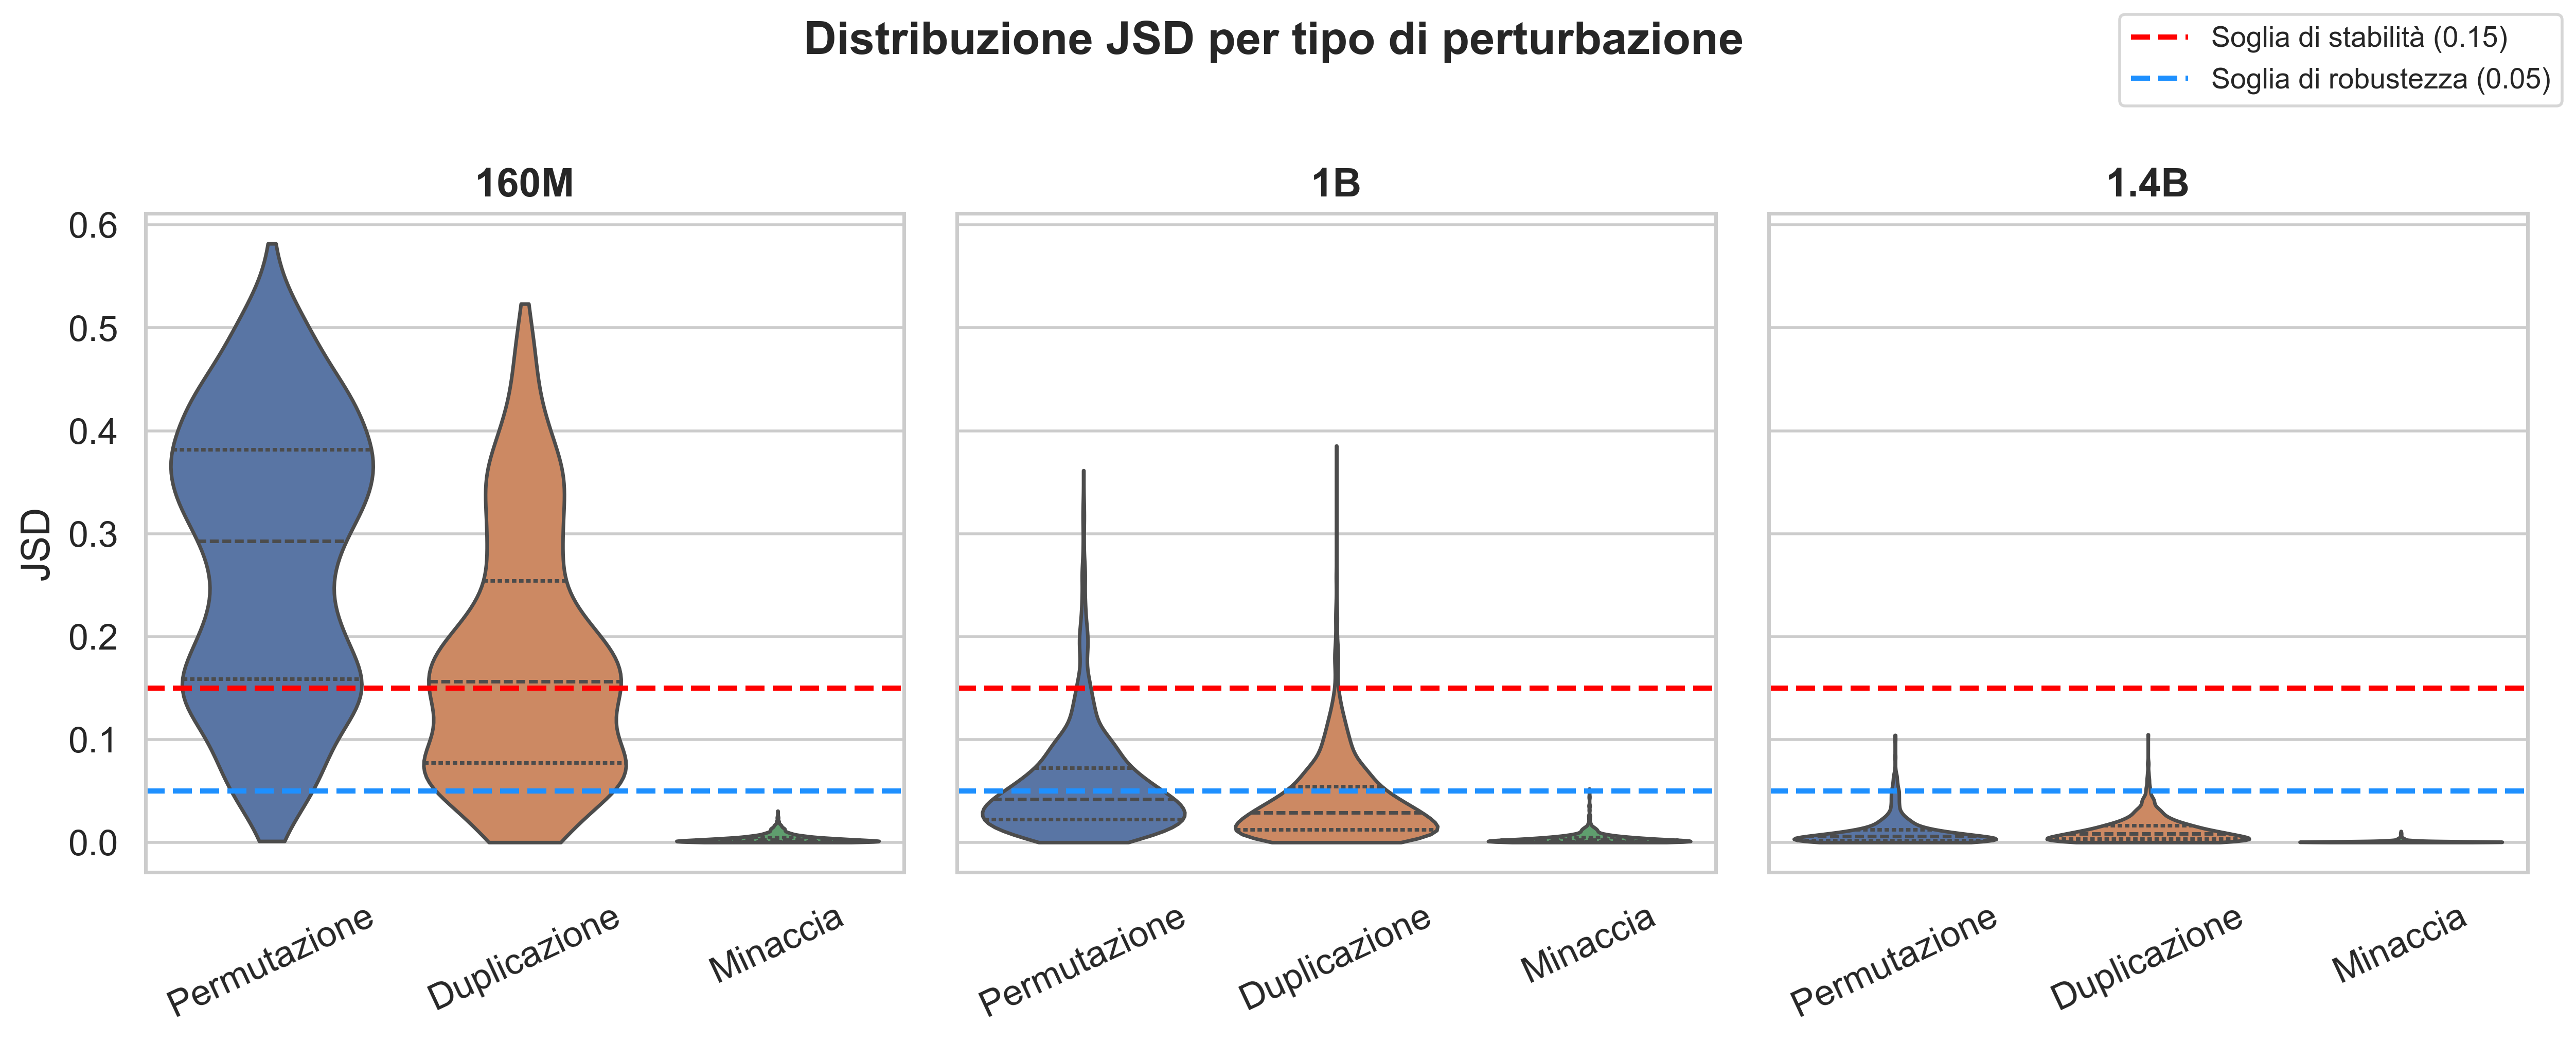 Distribuzione JSD per tipo di perturbazione
Soglia di stabilità (0.15)
Soglia di robustezza (0.05)
160M
1B
1.4B
JSD
0.6
0.5
0.4
0.3
0.2
0.1
0.0
Permutazione
Duplicazione
Minaccia
Permutazione
Duplicazione
Minaccia
Permutazione
Duplicazione
Minaccia